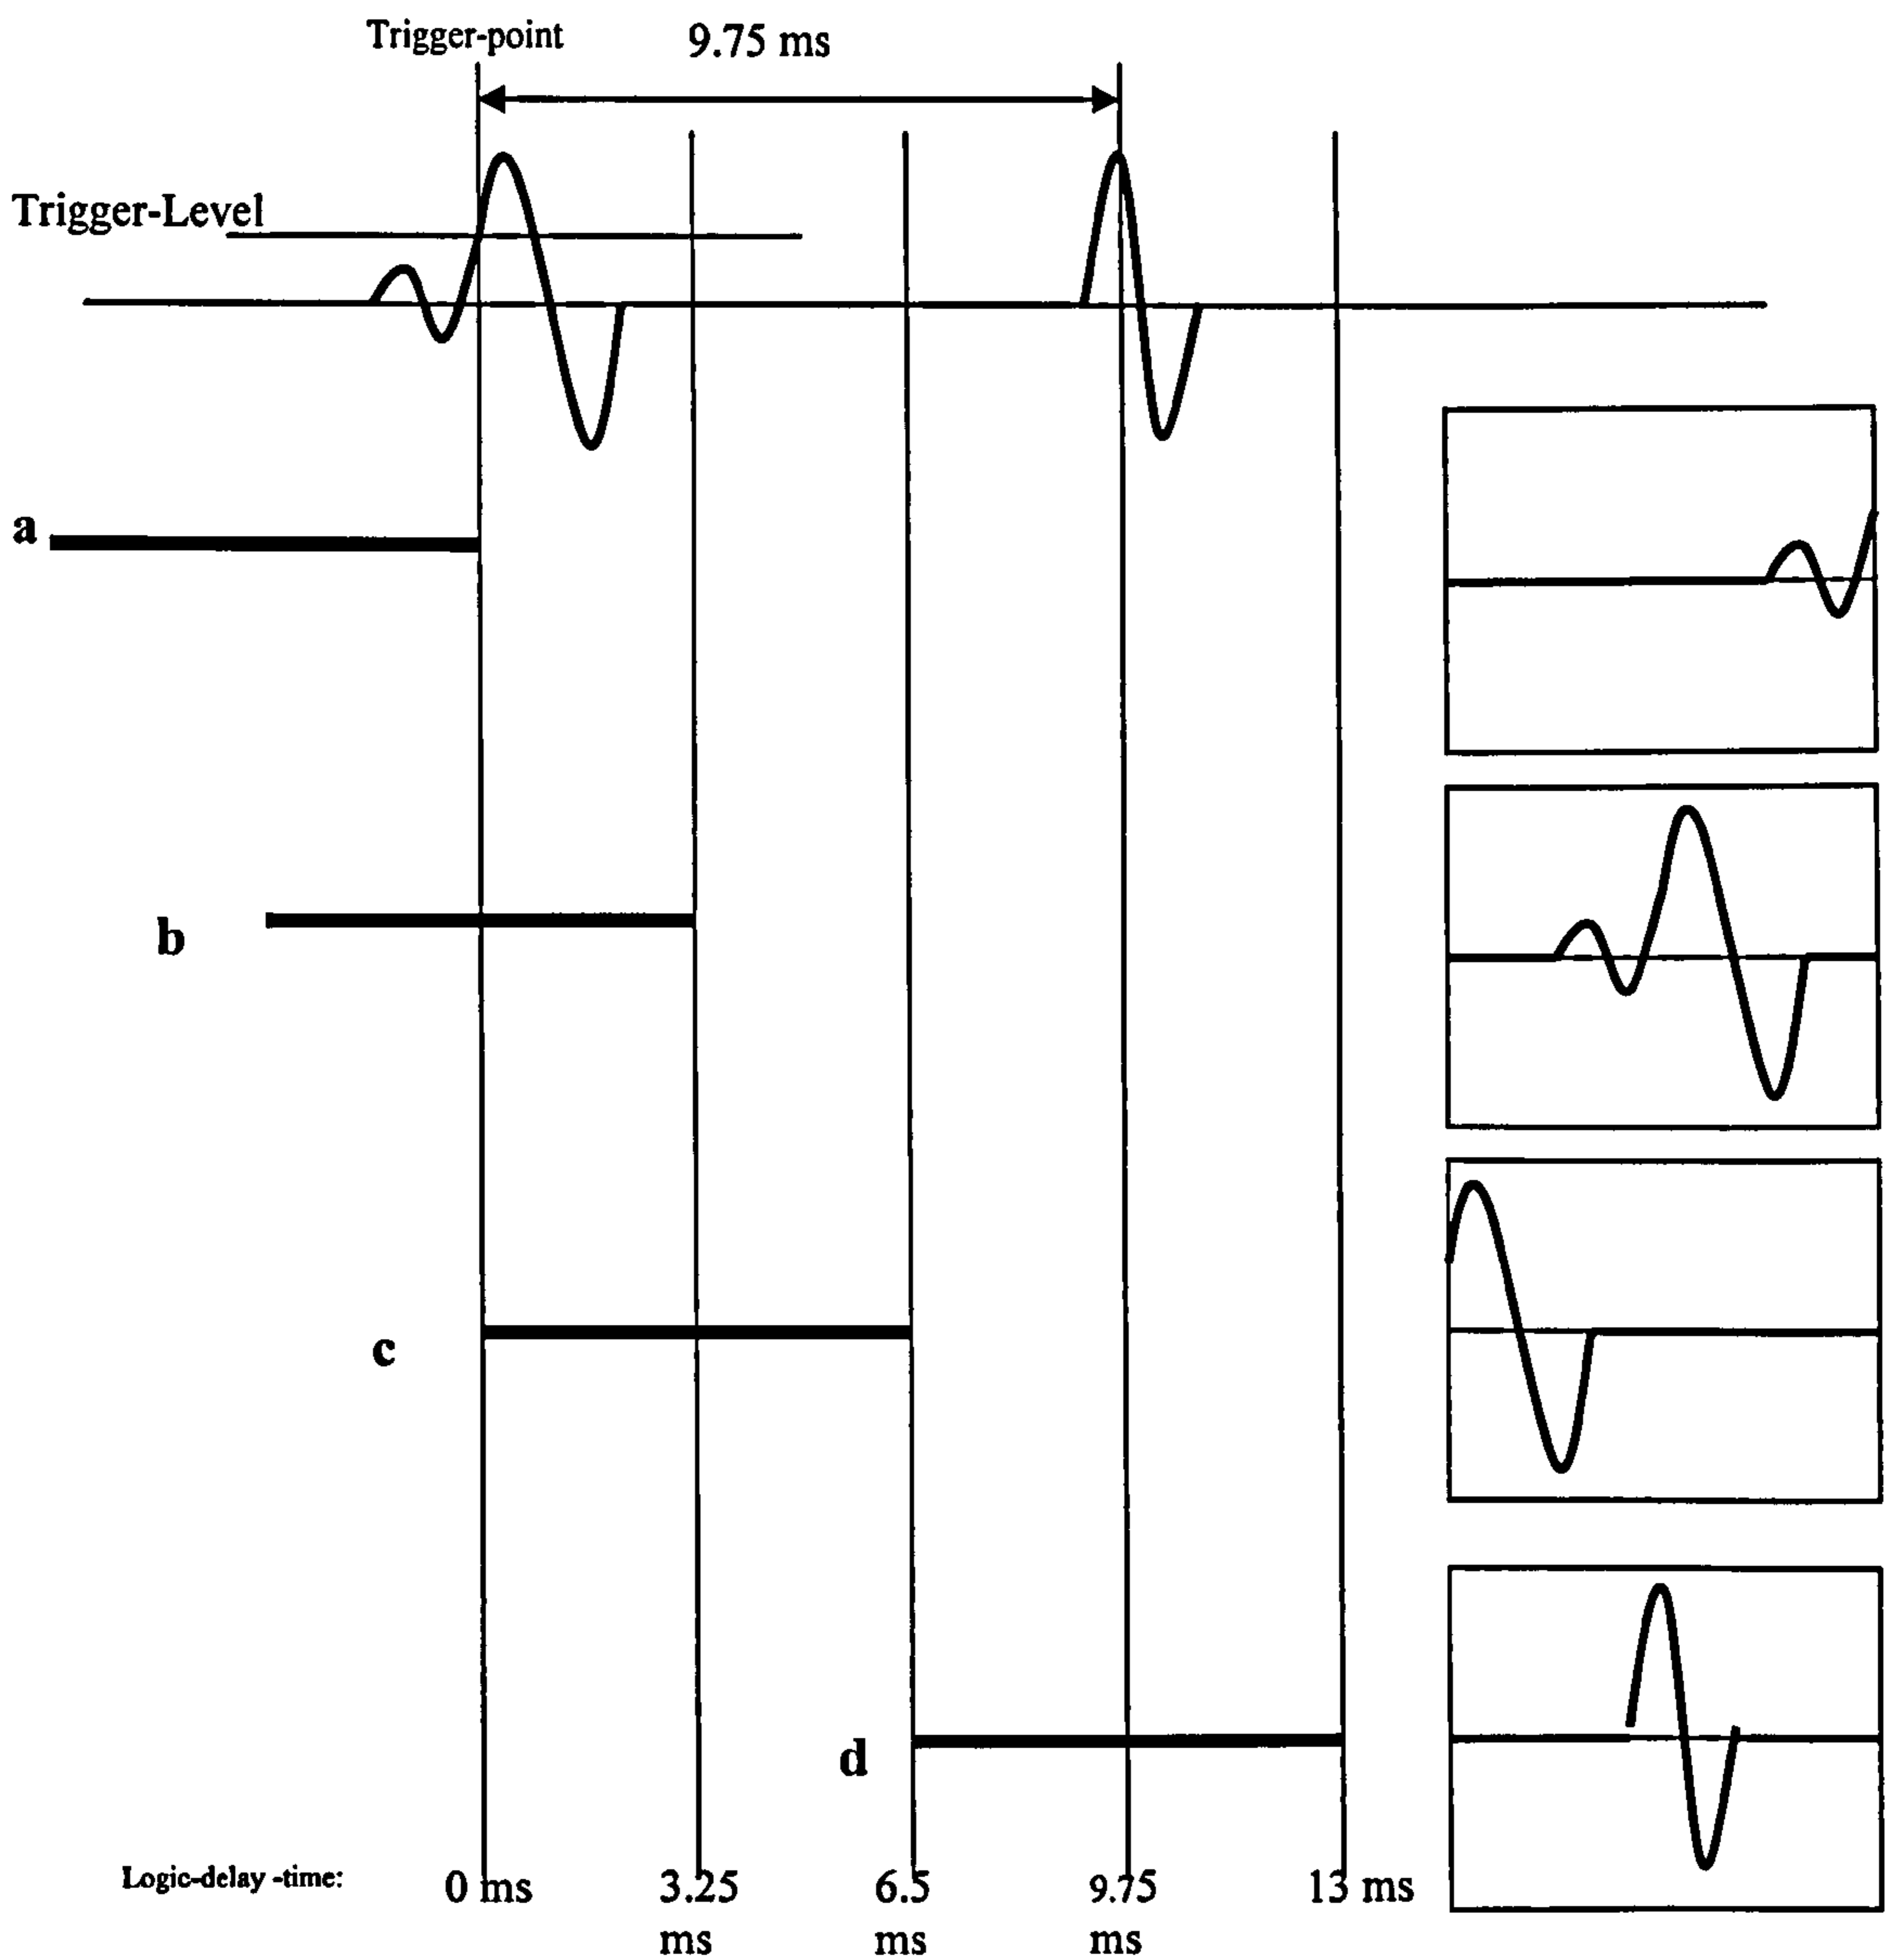 Trigger-point
9.75 ms
Trigger-Level
a
b
c
d
Logic-delay -time:
0 ms
3.25
ms
6.5
ms
9.75
ms
13 ms